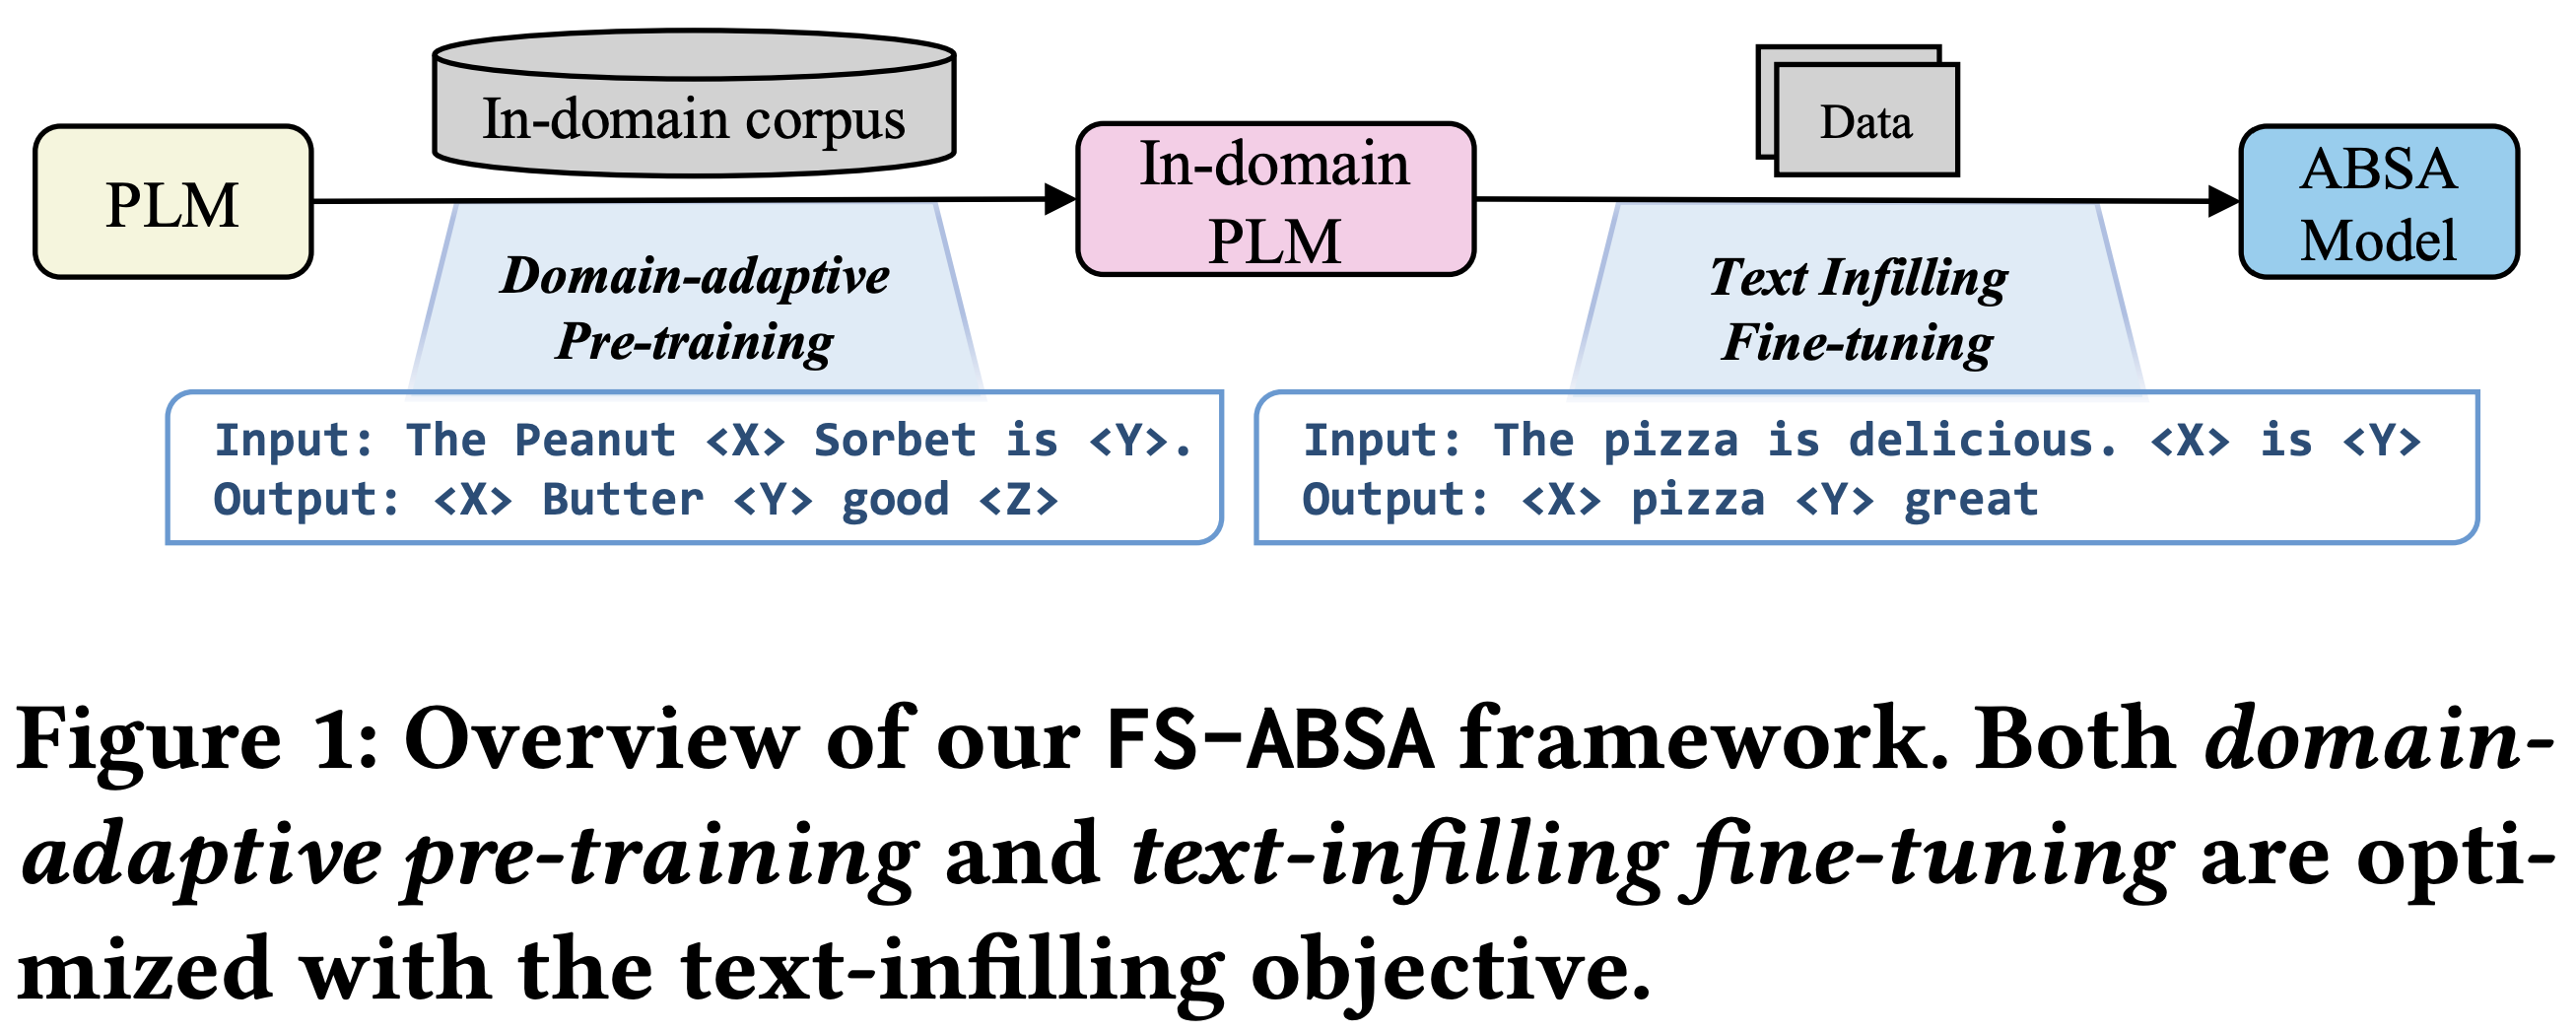 In-domain corpus
Data
PLM
In-domain
PLM
ABSA
Model
Domain-adaptive
Pre-training
Text Infilling
Fine-tuning
Input: The Peanut <X> Sorbet is <Y>.
Output: <X> Butter <Y> good <Z>
Input: The pizza is delicious. <X> is <Y>
Output: <X> pizza <Y> great
Figure 1: Overview of our FS-ABSA framework. Both domain-
adaptive pre-training and text-infilling fine-tuning are opti-
mized with the text-infilling objective.